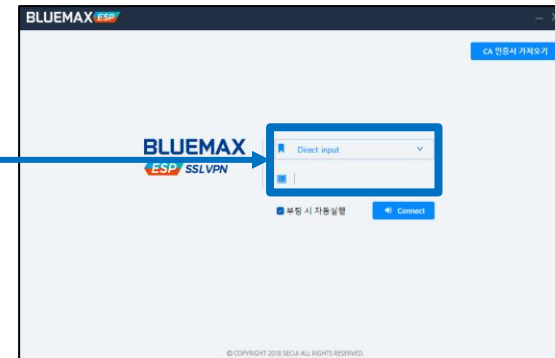 BLUEMAX ESP
CA 인증서 가져오기
BLUEMAX
ESP SSLVPN
Direct input
부팅 시 자동실행
Connect
© COPYRIGHT 2018 SECUI ALL RIGHTS RESERVED.